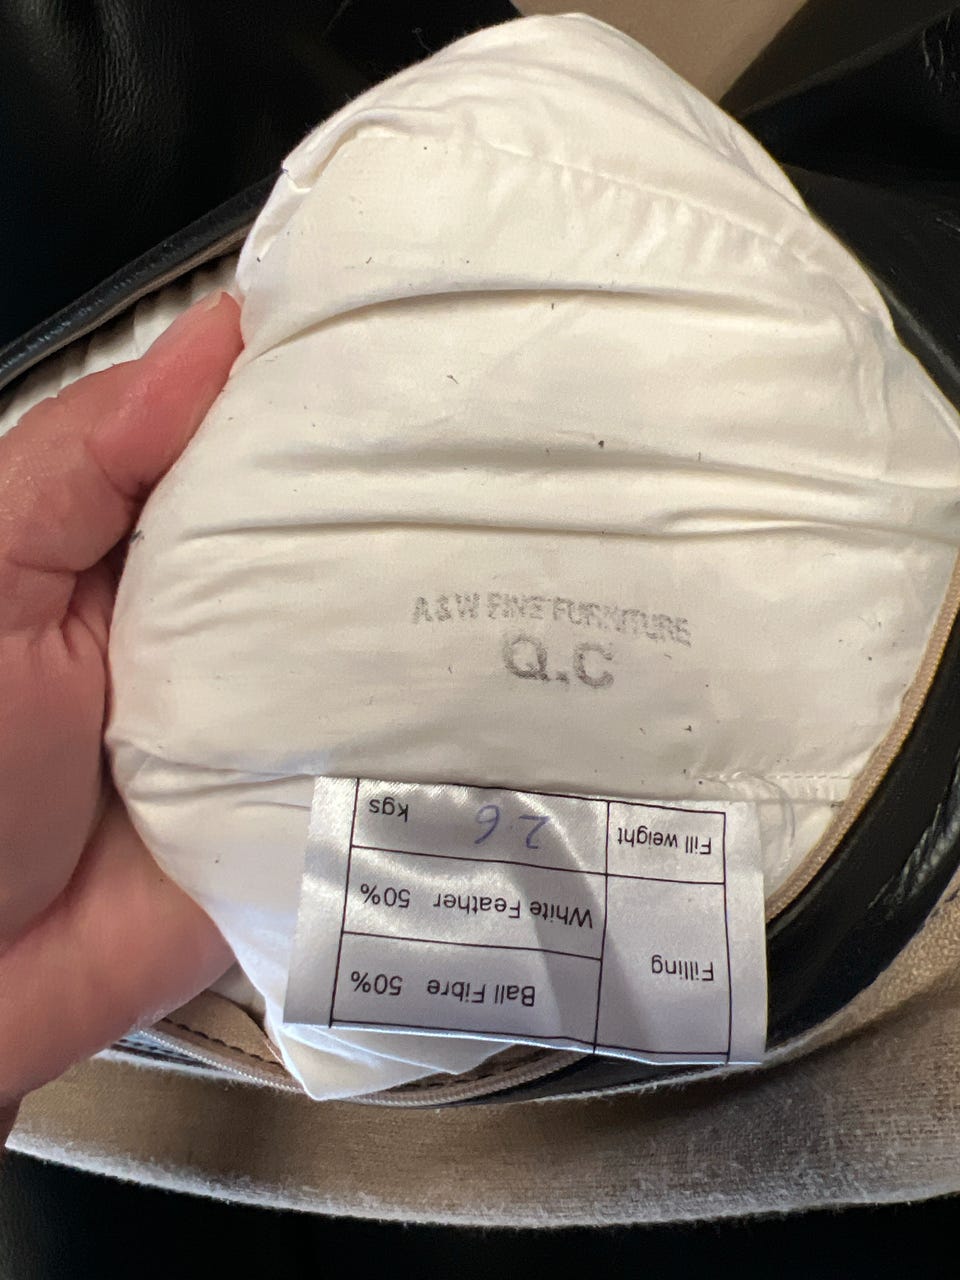 A&W FINE FURNITURE
Q.C
Filling
Ball Fibre 50%
White Feather 50%
Fill weight
2.6 kgs